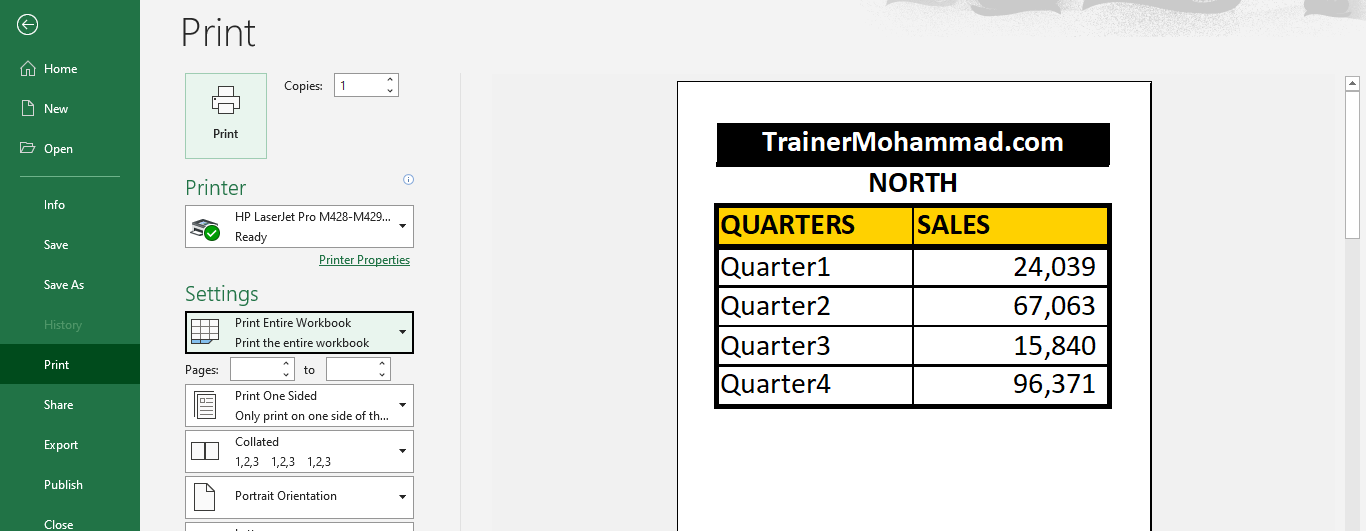 Print
Home
New
Open
Info
Save
Save As
History
Print
Share
Export
Publish
Close
Print
Copies: 1
Printer
HP LaserJet Pro M428-M429...
Ready
Printer Properties
Settings
Print Entire Workbook
Print the entire workbook
Pages: to
Print One Sided
Only print on one side of th...
Collated
1,2,3 1,2,3 1,2,3
Portrait Orientation
TrainerMohammad.com
NORTH
QUARTERS SALES
Quarter1 24,039
Quarter2 67,063
Quarter3 15,840
Quarter4 96,371